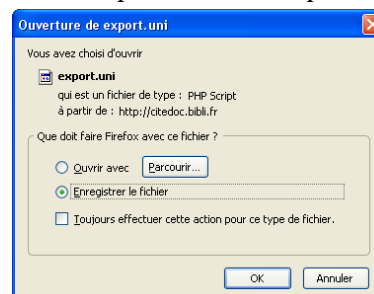 Ouverture de export.uni
Vous avez choisi d'ouvrir
export.uni
qui est un fichier de type : PHP Script
à partir de : http://citedoc.bibli.fr
Que doit faire Firefox avec ce fichier ?
Ouvrir avec Parcourir...
Enregistrer le fichier
Toujours effectuer cette action pour ce type de fichier.
OK Annuler